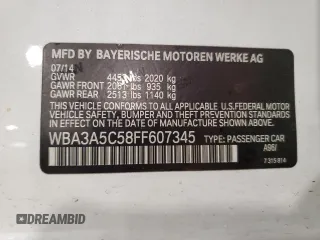 MFD BY BAYERISCHE MOTOREN WERKE AG
07/14
GVWR 4453 lbs 2020 kg
GAWR FRONT 2061 lbs 935 kg
GAWR REAR 2513 lbs 1140 kg
THIS VEHICLE CONFORMS TO ALL APPLICABLE U.S. FEDERAL MOTOR
VEHICLE SAFETY, BUMPER, AND THEFT PREVENTION STANDARDS
IN EFFECT ON THE DATE OF MANUFACTURE SHOWN ABOVE.
WBA3A5C58FF607345 TYPE: PASSENGER CAR
A96/
7315814
DREAMBID